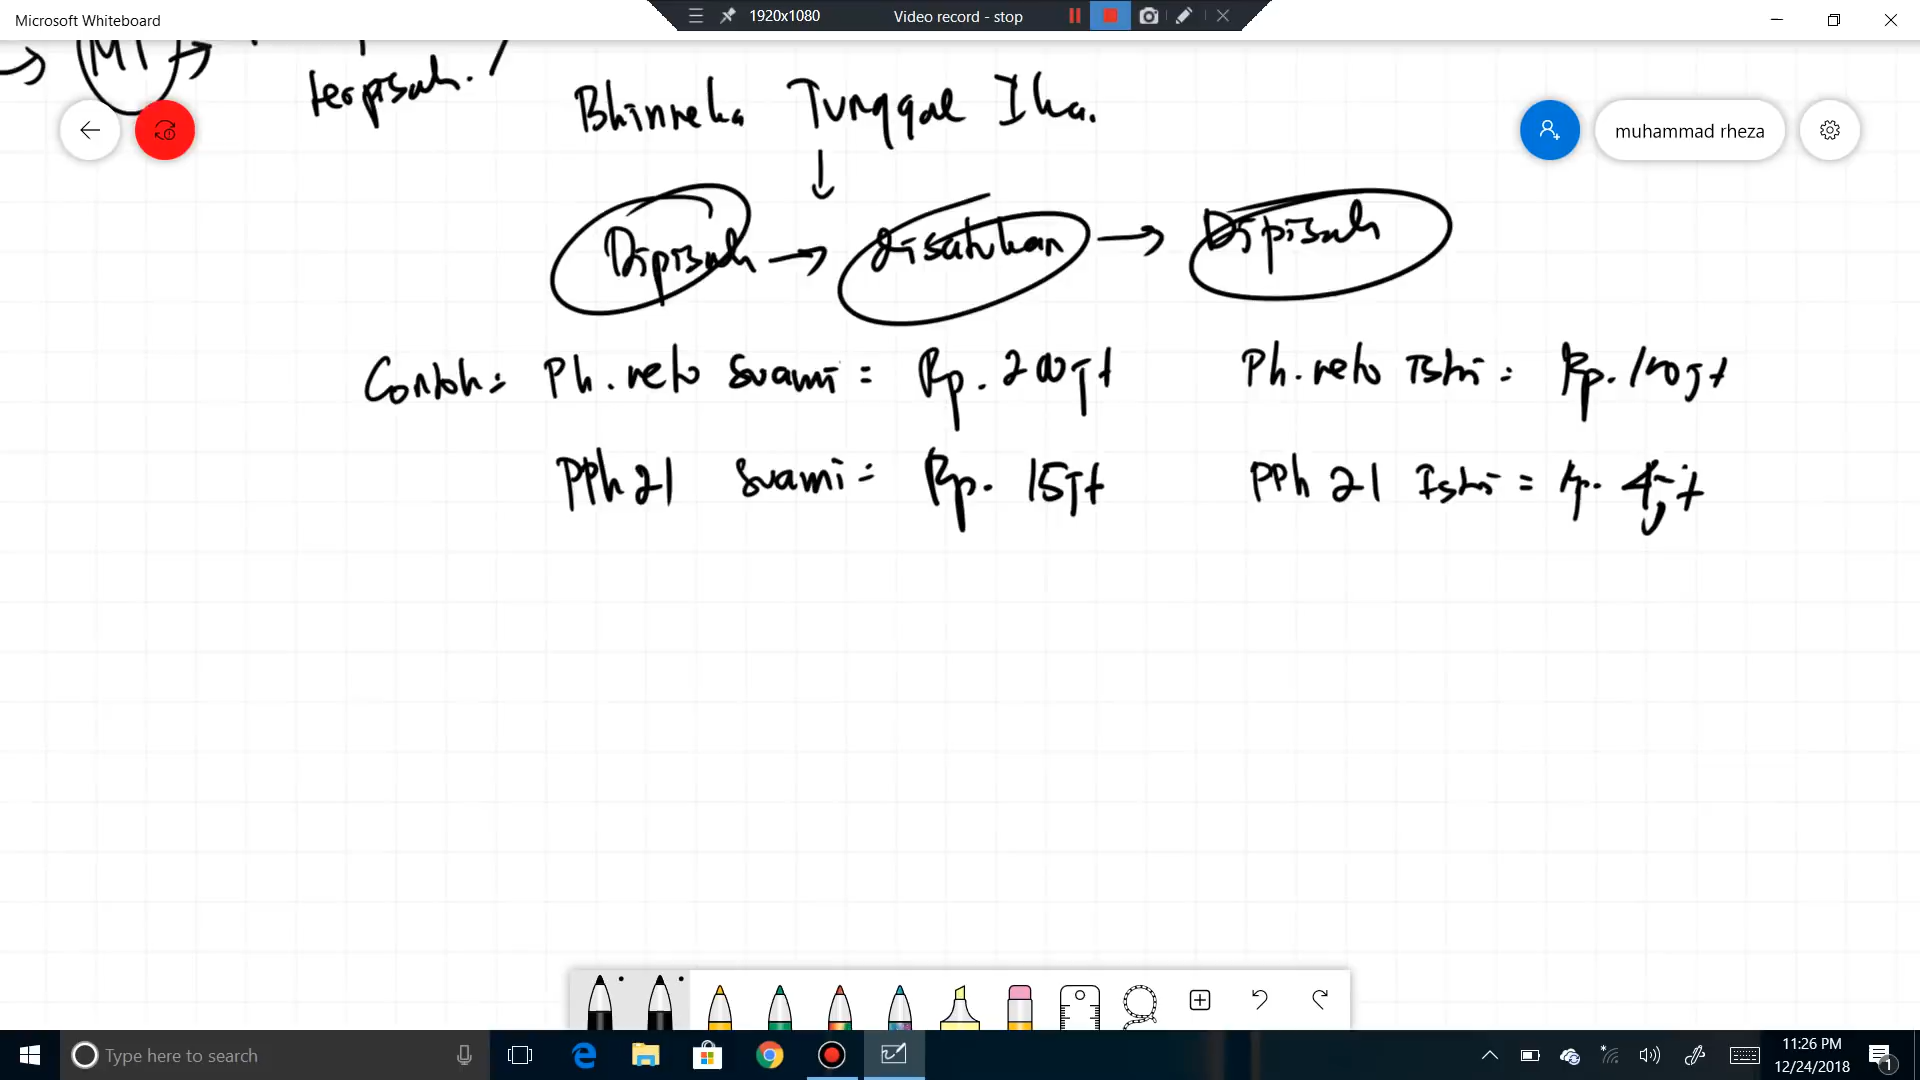 Microsoft Whiteboard
1920x1080
Video record - stop
MT
terpisah.
Bhinneka Tunggal Ika.
muhammad rheza
Dipisah → disatukan → Dipisah
Contoh: Ph. neto Suami = Rp. 200Jt Ph. neto Istri = Rp. 100Jt
PPh 21 Suami = Rp. 15Jt PPh 21 Istri = Rp.
Type here to search
11:26 PM
12/24/2018
1